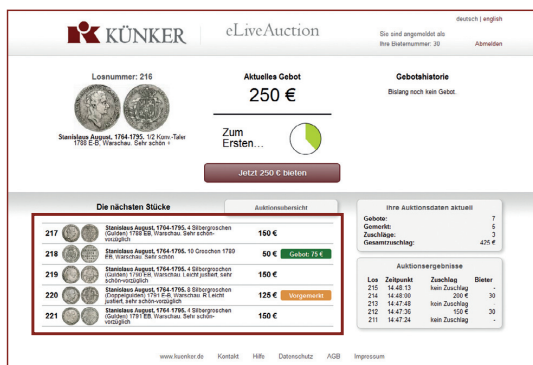 deutsch | english
KÜNKER
eLiveAuction
Sie sind angemeldet als
Ihre Bieternummer: 30
Abmelden
Losnummer: 216
Stanislaus August, 1764-1795. 1/2 Konv.-Taler
1788 E-B, Warschau. Sehr schön +
Aktuelles Gebot
250 €
Zum
Ersten...
Jetzt 250 € bieten
Gebotshistorie
Bislang noch kein Gebot.
Die nächsten Stücke
Auktionsübersicht
217 Stanislaus August, 1764-1795. 4 Silbergroschen
(Gulden) 1788 EB, Warschau. Sehr schön-
vorzüglich
150 €
218 Stanislaus August, 1764-1795. 10 Groschen 1788
EB, Warschau. Sehr schön
50 € Gebot: 75 €
219 Stanislaus August, 1764-1795. 4 Silbergroschen
(Gulden) 1790 EB, Warschau. Leicht justiert, sehr
schön-vorzüglich
150 €
220 Stanislaus August, 1764-1795. 8 Silbergroschen
(Doppelgulden) 1791 E-B, Warschau. R Leicht
justiert, sehr schön-vorzüglich
125 € Vorgemerkt
221 Stanislaus August, 1764-1795. 4 Silbergroschen
(Gulden) 1791 EB, Warschau. Sehr schön-
vorzüglich
150 €
Ihre Auktionsdaten aktuell
Gebote: 7
Gemerkt: 5
Zuschläge: 3
Gesamtzuschlag: 425 €
Auktionsergebnisse
Los Zeitpunkt Zuschlag Bieter
215 14:48:13 kein Zuschlag -
214 14:48:00 200 € 30
213 14:47:48 kein Zuschlag -
212 14:47:36 150 € 30
211 14:47:24 kein Zuschlag -
www.kuenker.de Kontakt Hilfe Datenschutz AGB Impressum